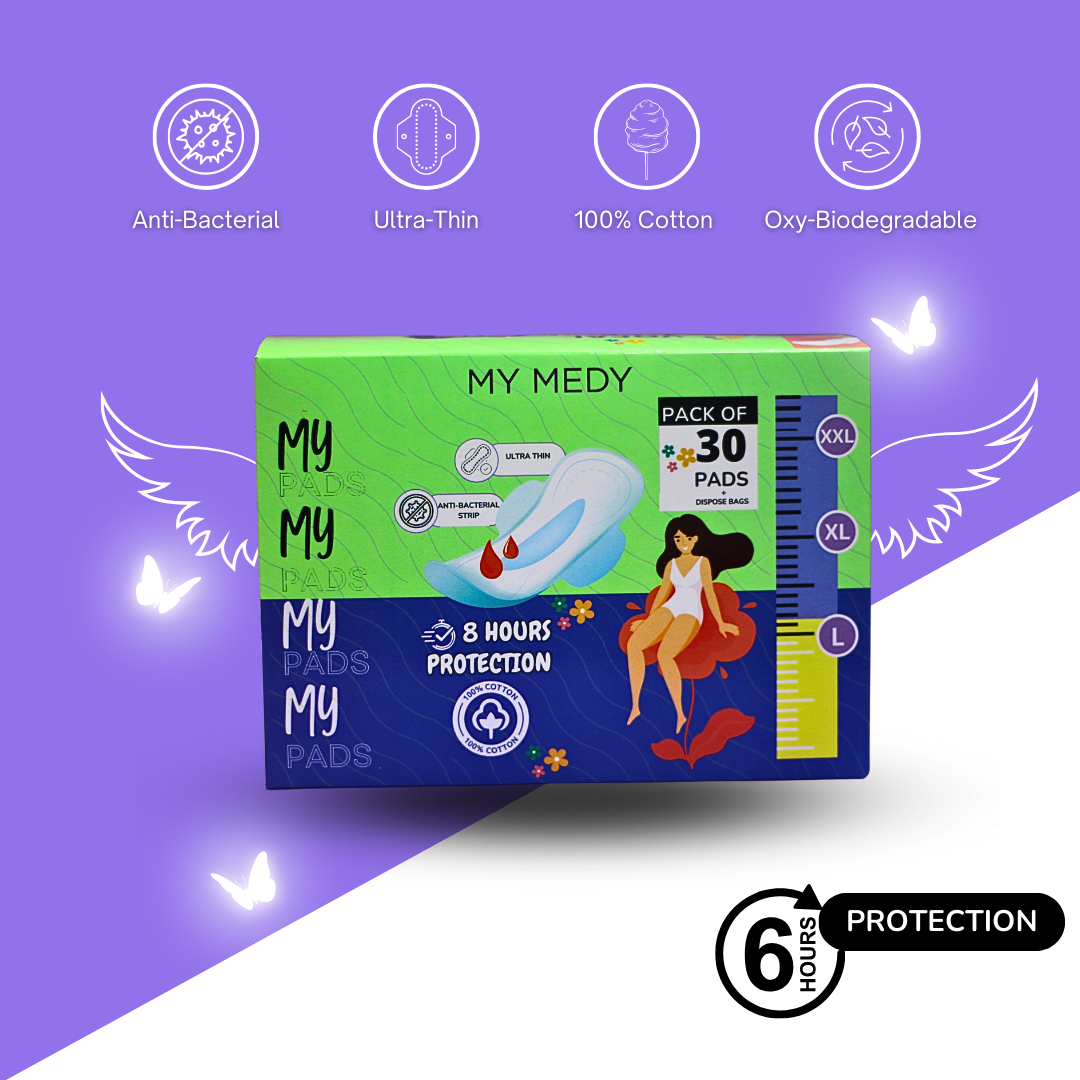 Anti-Bacterial
Ultra-Thin
100% Cotton
Oxy-Biodegradable
MY MEDY
My
PADS
My
PADS
My
PADS
My
PADS
ULTRA THIN
ANTI-BACTERIAL
STRIP
8 HOURS
PROTECTION
100% COTTON
100% COTTON
PACK OF
30
PADS
+
DISPOSE BAGS
XXL
XL
L
6
HOURS
PROTECTION